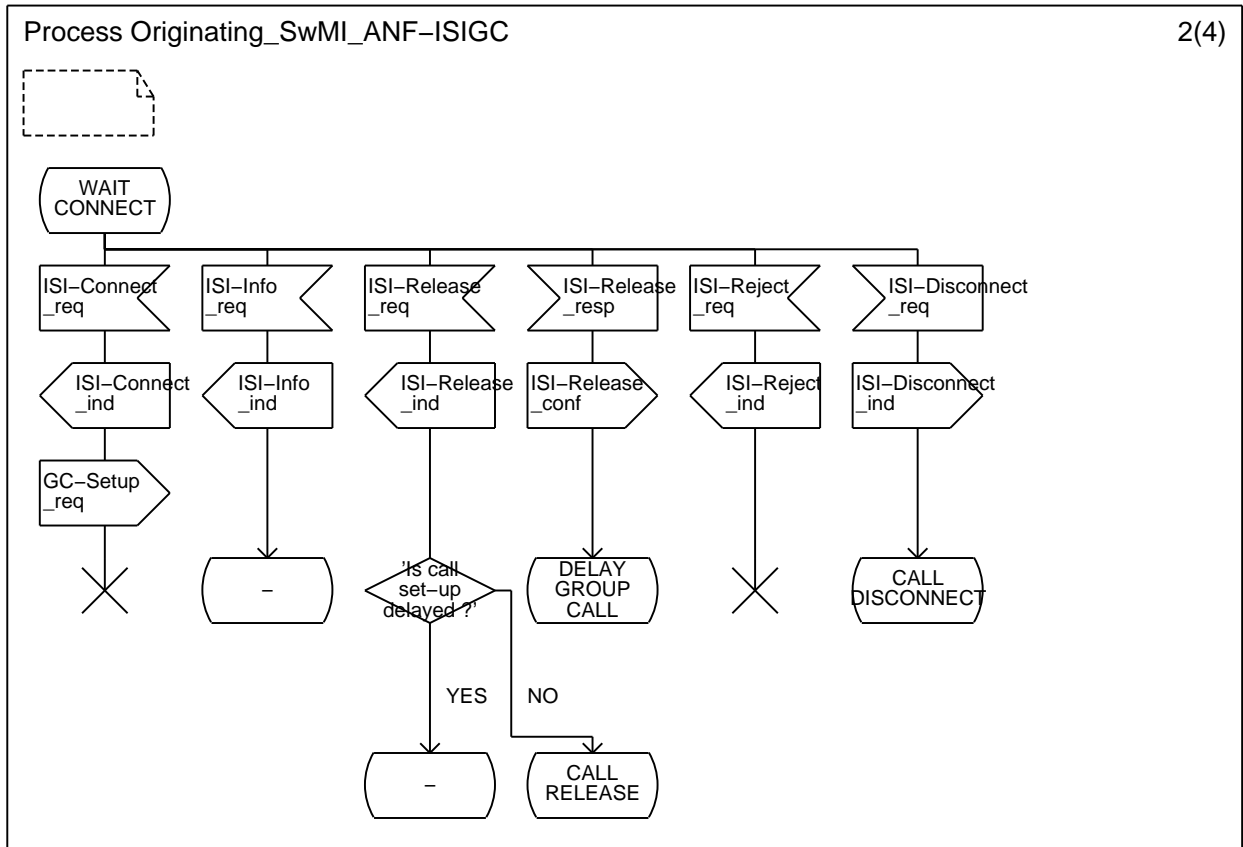 Process Originating_SwMI_ANF−ISIGC
2(4)
WAIT
CONNECT
ISI−Connect
_req
ISI−Info
_req
ISI−Release
_req
ISI−Release
_resp
ISI−Reject
_req
ISI−Disconnect
_req
ISI−Connect
_ind
ISI−Info
_ind
ISI−Release
_ind
ISI−Release
_conf
ISI−Reject
_ind
ISI−Disconnect
_ind
GC−Setup
_req
−
'Is call
set−up
delayed ?'
DELAY
GROUP
CALL
CALL
DISCONNECT
YES
NO
−
CALL
RELEASE